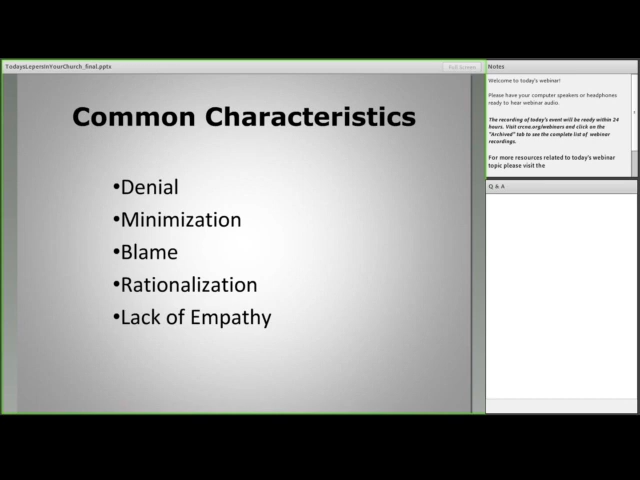 TodaysLepersInYourChurch_final.pptx
Full Screen
Common Characteristics
•Denial
•Minimization
•Blame
•Rationalization
•Lack of Empathy
Notes
Welcome to today's webinar!
Please have your computer speakers or headphones
ready to hear webinar audio.
The recording of today's event will be ready within 24
hours. Visit crcna.org/webinars and click on the
"Archived" tab to see the complete list of webinar
recordings.
For more resources related to today's webinar
topic please visit the
Q & A